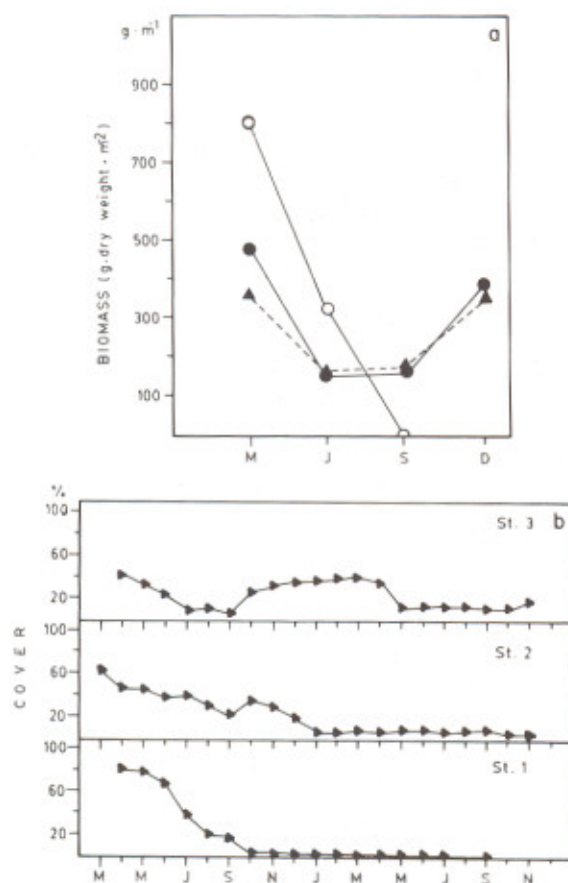 g · m¹ a
900
700
500
300
100
BIOMASS (g.dry weight · m²)
M J S D
% b
100
60
20
St. 3
100
60
20
St. 2
100
60
20
St. 1
COVER
M M J S N J M M J S N